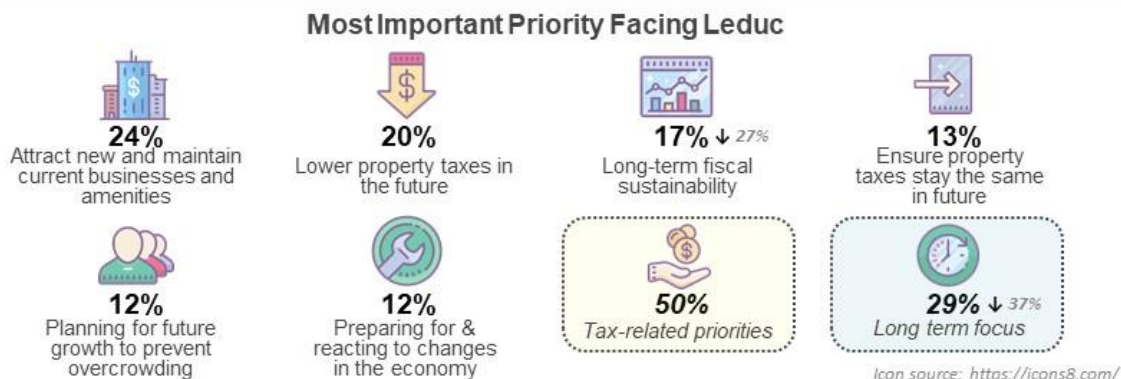 Most Important Priority Facing Leduc
$
24%
Attract new and maintain
current businesses and
amenities
$
20%
Lower property taxes in
the future
17% ↓ 27%
Long-term fiscal
sustainability
13%
Ensure property
taxes stay the same
in future
12%
Planning for future
growth to prevent
overcrowding
12%
Preparing for &
reacting to changes
in the economy
$
50%
Tax-related priorities
29% ↓ 37%
Long term focus
Icon source: https://icons8.com/